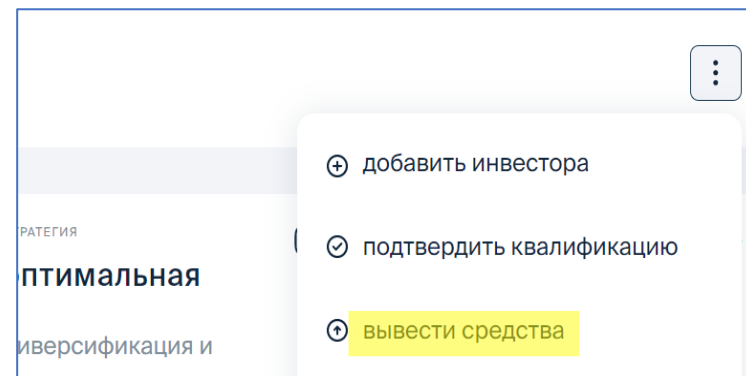 добавить инвестора
РАТЕГИЯ
подтвердить квалификацию
птимальная
вывести средства
иверсификация и